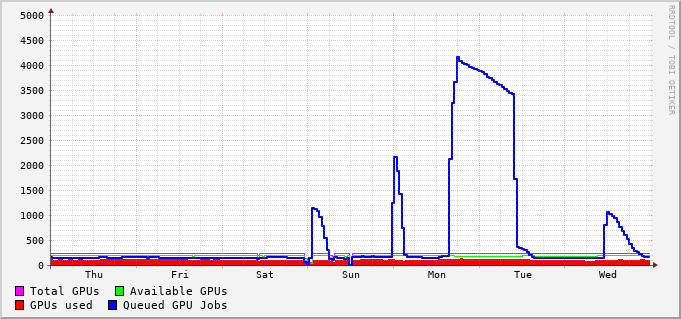 5000
4500
4000
3500
3000
2500
2000
1500
1000
500
0
Thu Fri Sat Sun Mon Tue Wed
Total GPUs Available GPUs
GPUs used Queued GPU Jobs
RRDTOOL / TOBI OETIKER